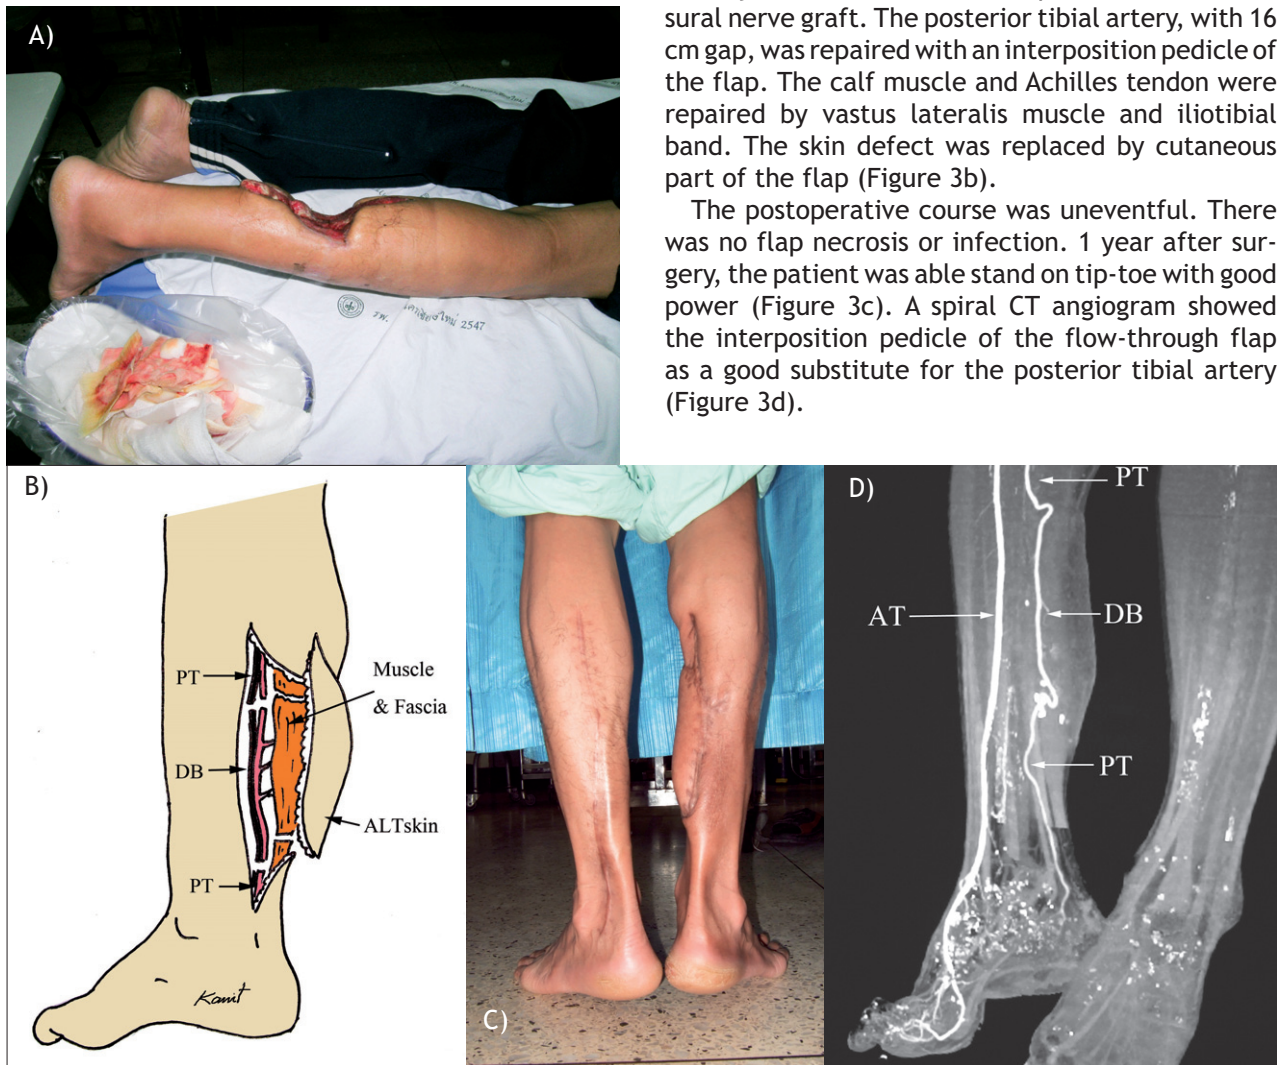 A)
sural nerve graft. The posterior tibial artery, with 16
cm gap, was repaired with an interposition pedicle of
the flap. The calf muscle and Achilles tendon were
repaired by vastus lateralis muscle and iliotibial
band. The skin defect was replaced by cutaneous
part of the flap (Figure 3b).
The postoperative course was uneventful. There
was no flap necrosis or infection. 1 year after sur-
gery, the patient was able stand on tip-toe with good
power (Figure 3c). A spiral CT angiogram showed
the interposition pedicle of the flow-through flap
as a good substitute for the posterior tibial artery
(Figure 3d).
2547
B)
PT
Muscle
& Fascia
DB
ALTskin
PT
Kanit
C)
D)
PT
AT
DB
PT